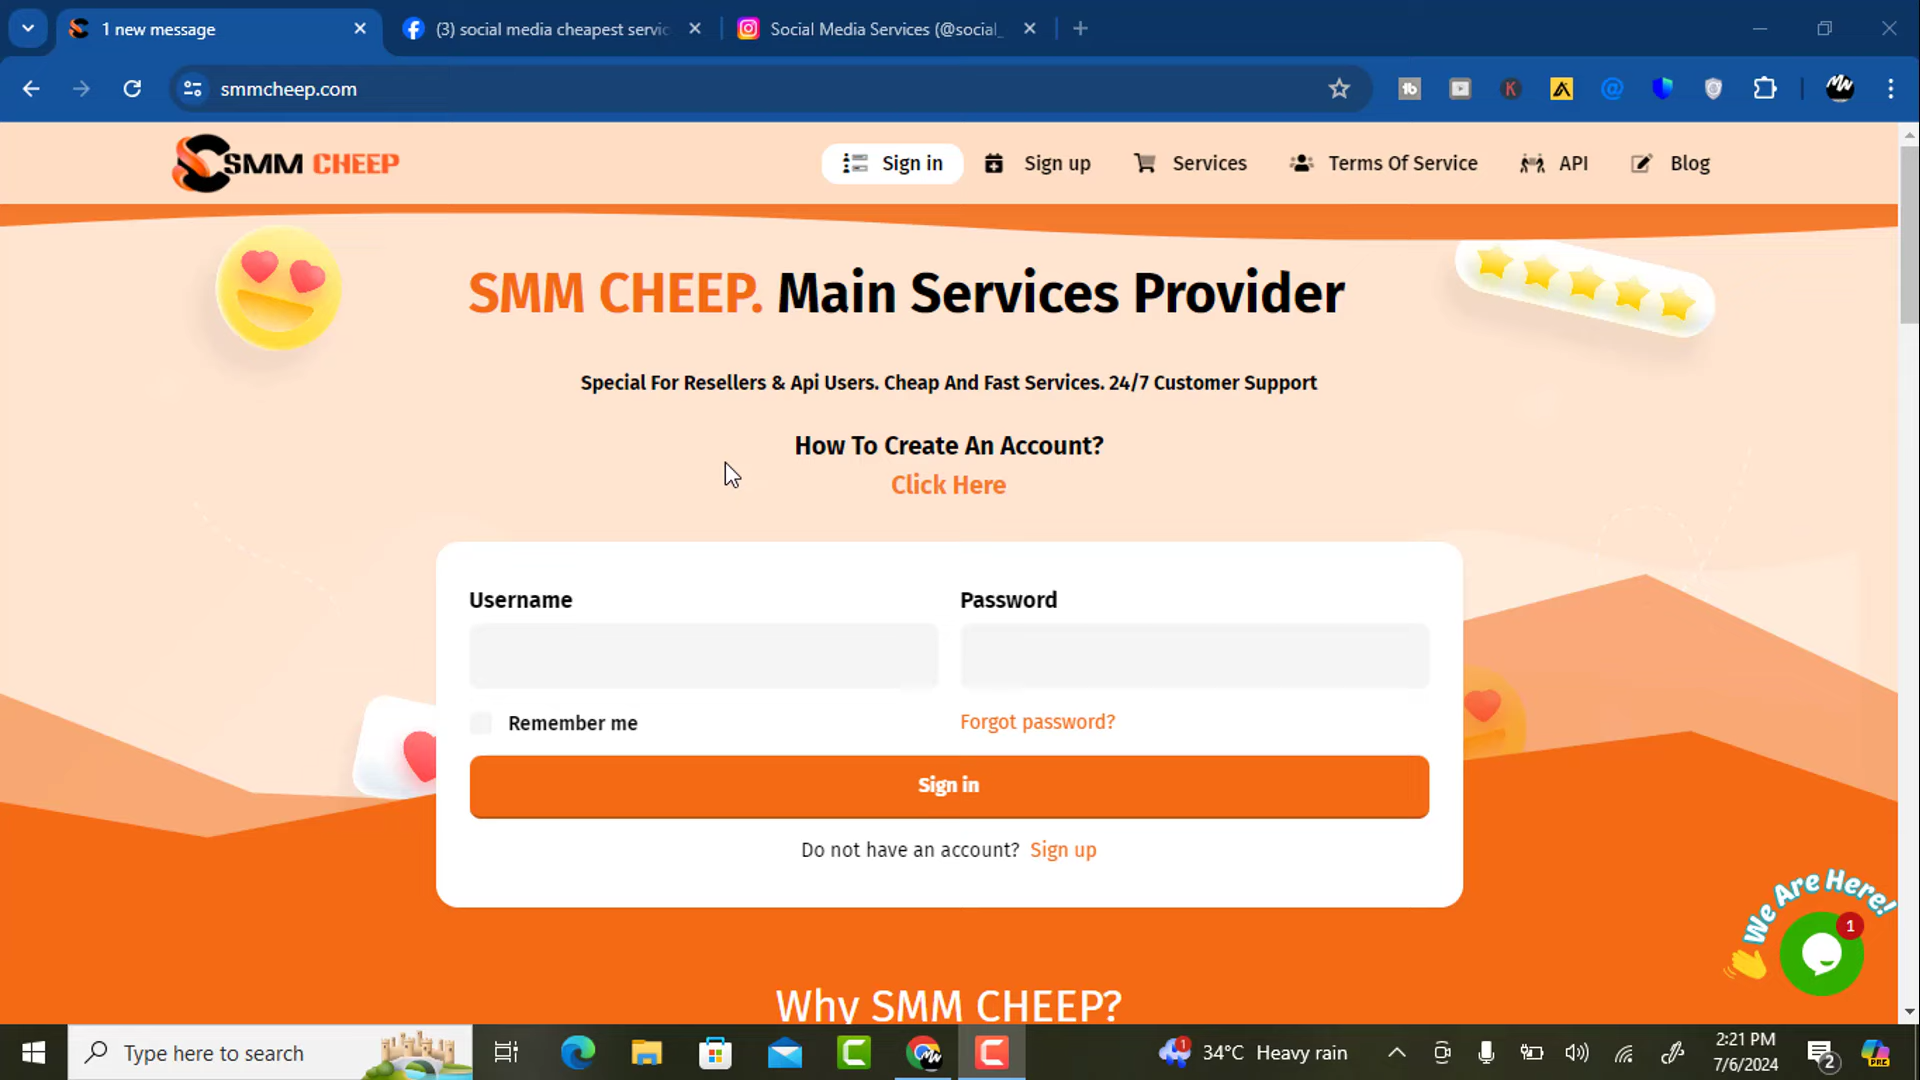 1 new message
(3) social media cheapest servic
Social Media Services (@social_
smmcheep.com
SMM CHEEP
Sign in
Sign up
Services
Terms Of Service
API
Blog
SMM CHEEP. Main Services Provider
Special For Resellers & Api Users. Cheap And Fast Services. 24/7 Customer Support
How To Create An Account?
Click Here
Username
Password
Remember me
Forgot password?
Sign in
Do not have an account? Sign up
We Are Here!
1
Why SMM CHEEP?
Type here to search
1
34°C Heavy rain
2:21 PM
7/6/2024
2
PRE